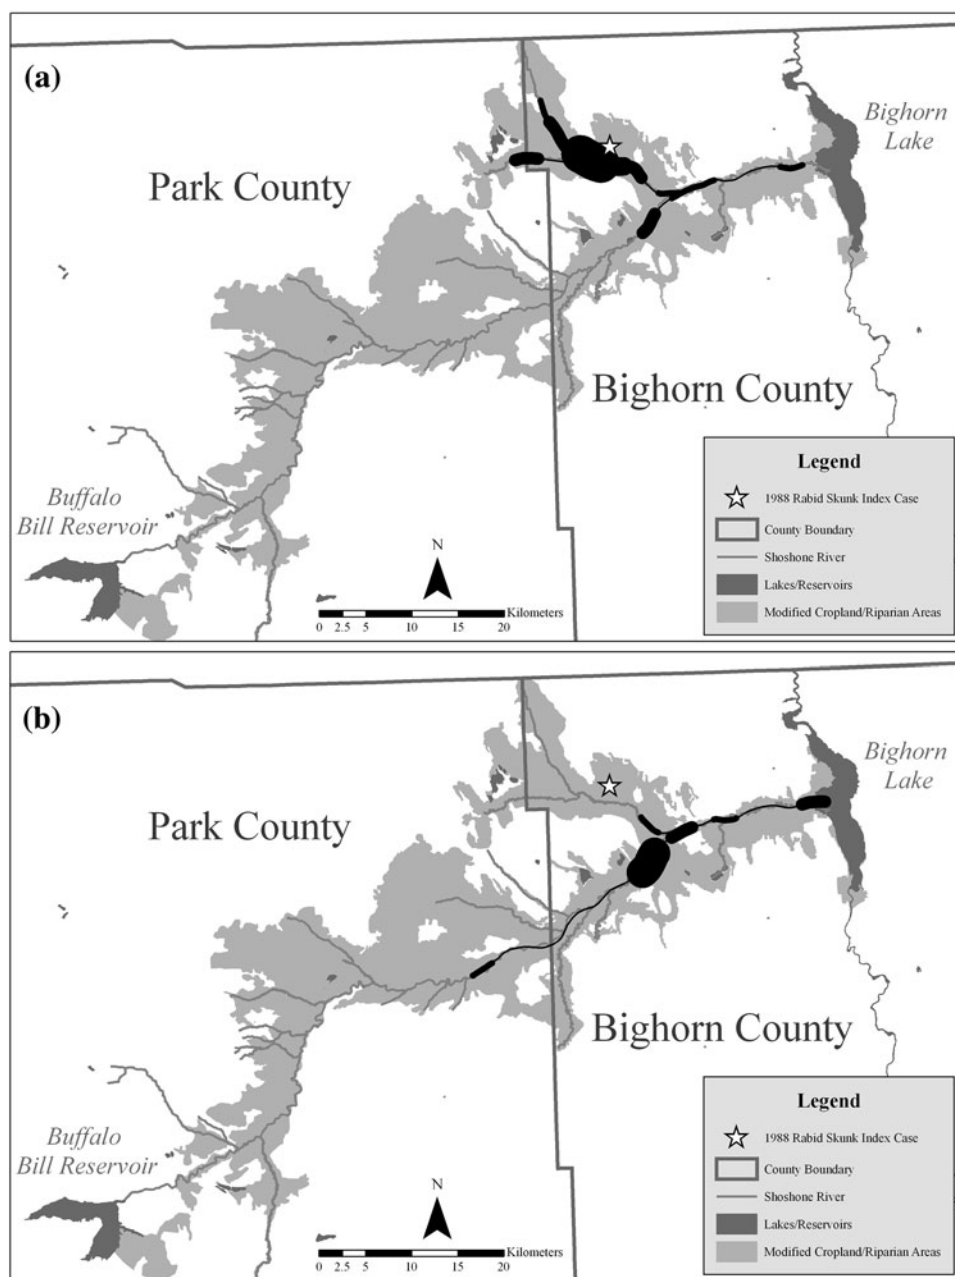 (a)
Bighorn
Lake
Park County
Bighorn County
Buffalo
Bill Reservoir
N
Kilometers
0 2.5 5 10 15 20
Legend
1988 Rabid Skunk Index Case
County Boundary
Shoshone River
Lakes/Reservoirs
Modified Cropland/Riparian Areas
(b)
Bighorn
Lake
Park County
Bighorn County
Buffalo
Bill Reservoir
N
Kilometers
0 2.5 5 10 15 20
Legend
1988 Rabid Skunk Index Case
County Boundary
Shoshone River
Lakes/Reservoirs
Modified Cropland/Riparian Areas